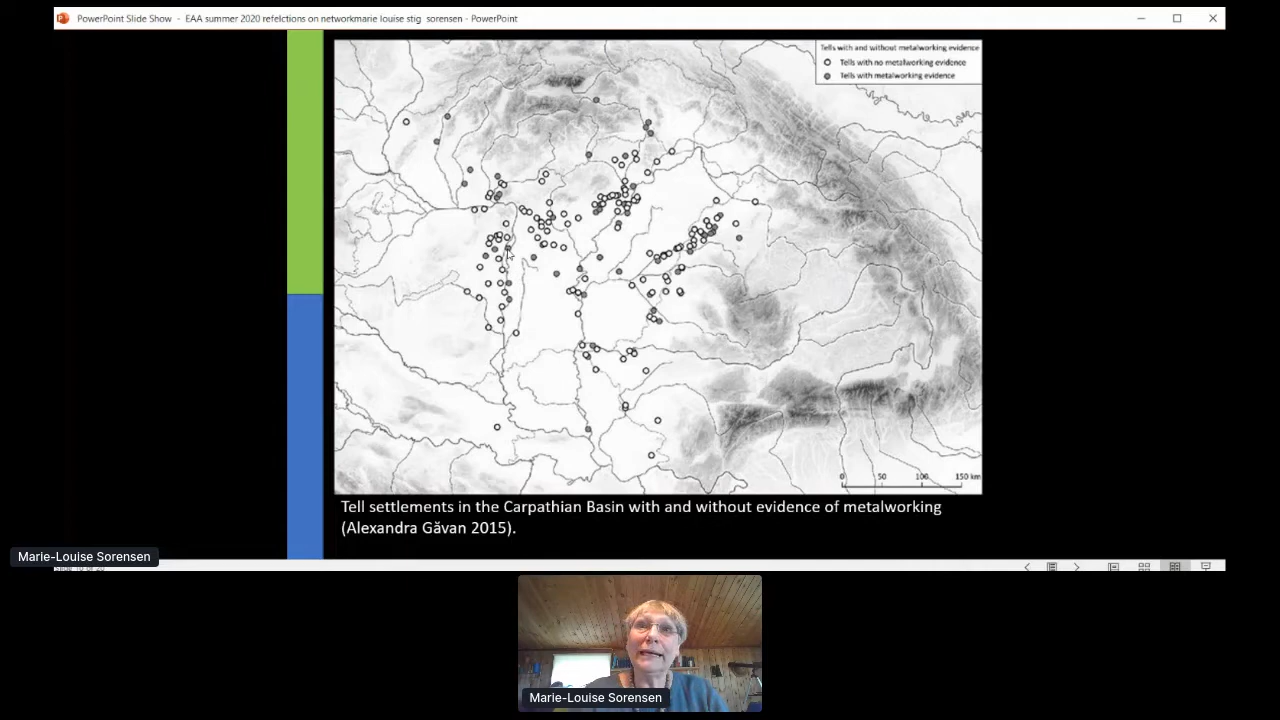 PowerPoint Slide Show - EAA summer 2020 refelctions on networkmarie louise stig sorensen - PowerPoint
Tells with and without metalworking evidence
Tells with no metalworking evidence
Tells with metalworking evidence
0 50 100 150 km
Tell settlements in the Carpathian Basin with and without evidence of metalworking
(Alexandra Găvan 2015).
Marie-Louise Sorensen
Marie-Louise Sorensen